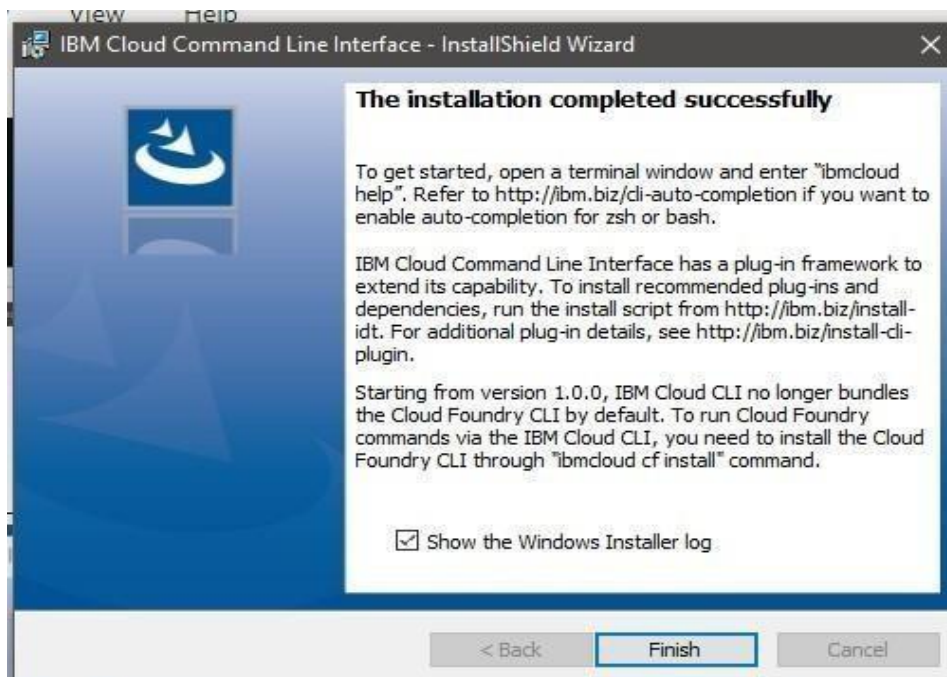 View Help
IBM Cloud Command Line Interface - InstallShield Wizard
The installation completed successfully
To get started, open a terminal window and enter "ibmcloud
help". Refer to http://ibm.biz/cli-auto-completion if you want to
enable auto-completion for zsh or bash.
IBM Cloud Command Line Interface has a plug-in framework to
extend its capability. To install recommended plug-ins and
dependencies, run the install script from http://ibm.biz/install-
idt. For additional plug-in details, see http://ibm.biz/install-cli-
plugin.
Starting from version 1.0.0, IBM Cloud CLI no longer bundles
the Cloud Foundry CLI by default. To run Cloud Foundry
commands via the IBM Cloud CLI, you need to install the Cloud
Foundry CLI through "ibmcloud cf install" command.
Show the Windows Installer log
< Back Finish Cancel